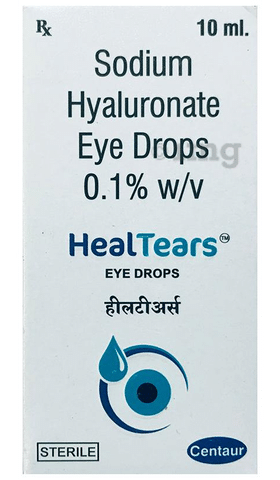 Rx 10 ml.
Sodium
Hyaluronate
Eye Drops
0.1% w/v
HealTears™
EYE DROPS
हीलटीअर्स
STERILE Centaur